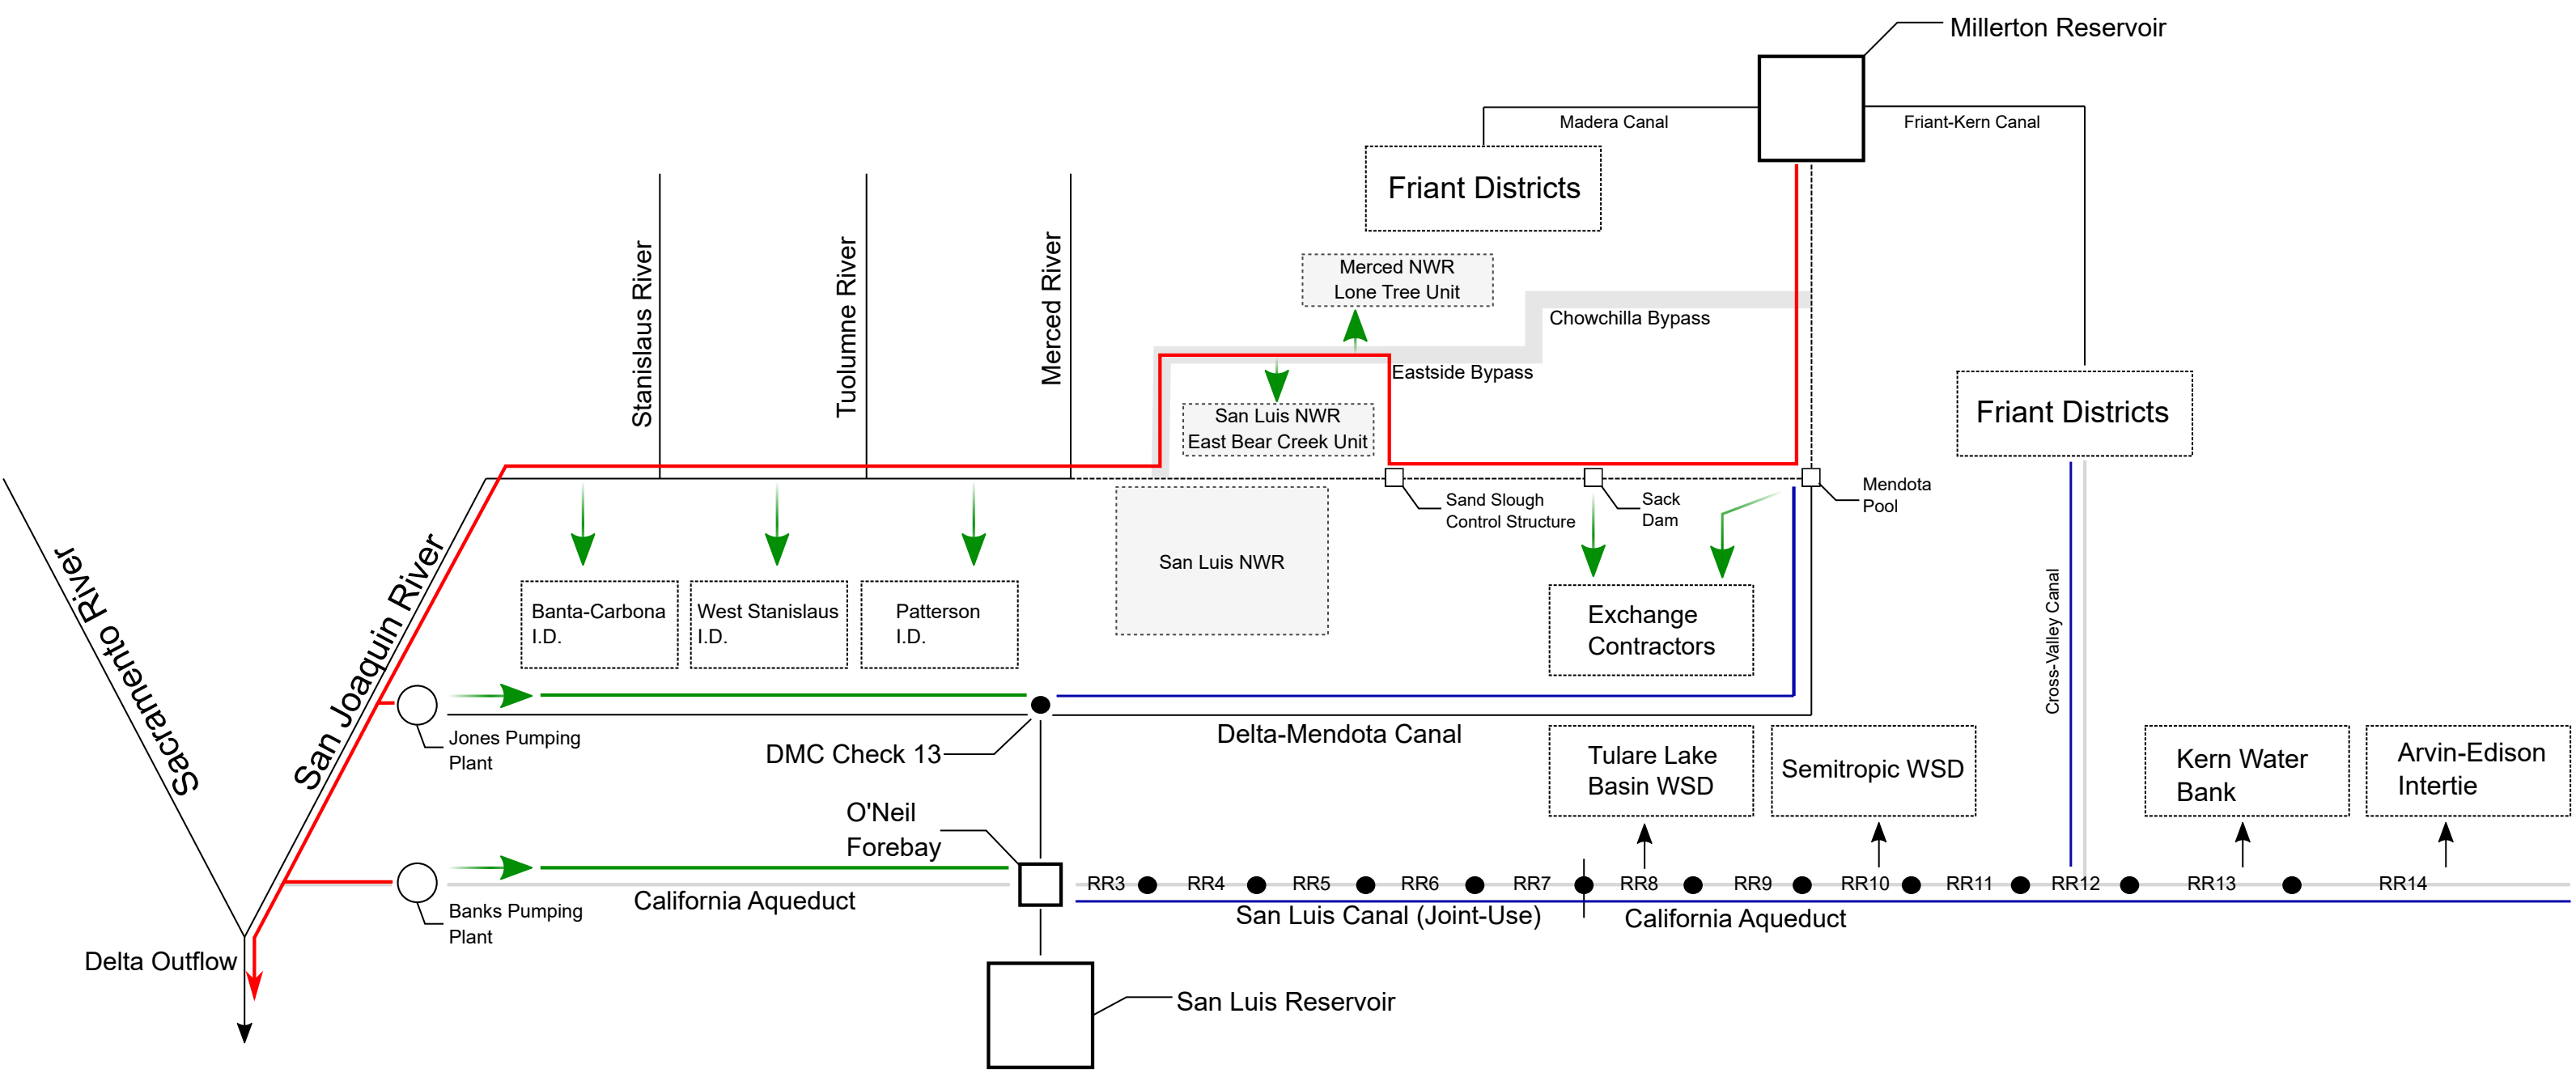 Millerton Reservoir
Madera Canal
Friant-Kern Canal
Friant Districts
Merced NWR
Lone Tree Unit
Chowchilla Bypass
Eastside Bypass
Stanislaus River
Tuolumne River
Merced River
San Luis NWR
East Bear Creek Unit
Friant Districts
Sand Slough
Control Structure
Sack
Dam
Mendota
Pool
Sacramento River
San Joaquin River
San Luis NWR
Banta-Carbona
I.D.
West Stanislaus
I.D.
Patterson
I.D.
Exchange
Contractors
Cross-Valley Canal
Jones Pumping
Plant
DMC Check 13
Delta-Mendota Canal
Tulare Lake
Basin WSD
Semitropic WSD
Kern Water
Bank
Arvin-Edison
Intertie
O'Neil
Forebay
RR3
RR4
RR5
RR6
RR7
RR8
RR9
RR10
RR11
RR12
RR13
RR14
California Aqueduct
San Luis Canal (Joint-Use)
California Aqueduct
Banks Pumping
Plant
Delta Outflow
San Luis Reservoir